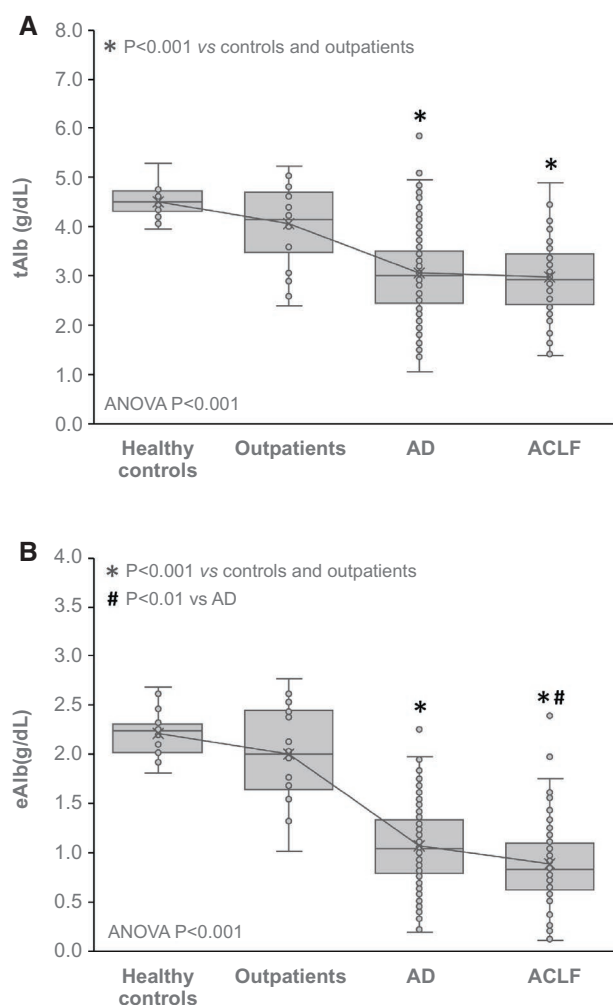 A
8.0
* P<0.001 vs controls and outpatients
7.0
6.0
*
*
5.0
tAlb (g/dL)
4.0
3.0
2.0
1.0
ANOVA P<0.001
0.0
Healthy controls
Outpatients
AD
ACLF
B
4.0
* P<0.001 vs controls and outpatients
# P<0.01 vs AD
3.5
3.0
*
*#
2.5
eAlb(g/dL)
2.0
1.5
1.0
0.5
ANOVA P<0.001
0.0
Healthy controls
Outpatients
AD
ACLF